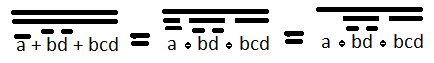 a + bd + bcd = a ∘ bd ∘ bcd = a ∘ bd ∘ bcd